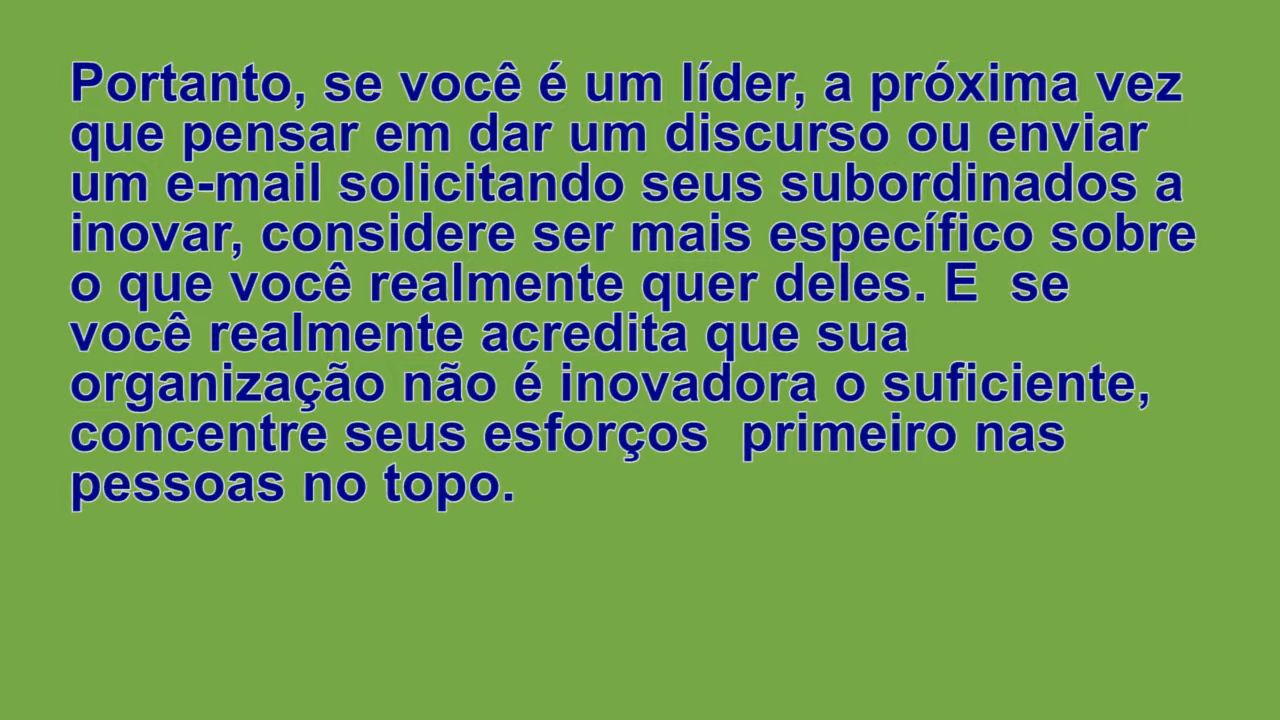 Portanto, se você é um líder, a próxima vez
que pensar em dar um discurso ou enviar
um e-mail solicitando seus subordinados a
inovar, considere ser mais específico sobre
o que você realmente quer deles. E  se
você realmente acredita que sua
organização não é inovadora o suficiente,
concentre seus esforços  primeiro nas
pessoas no topo.